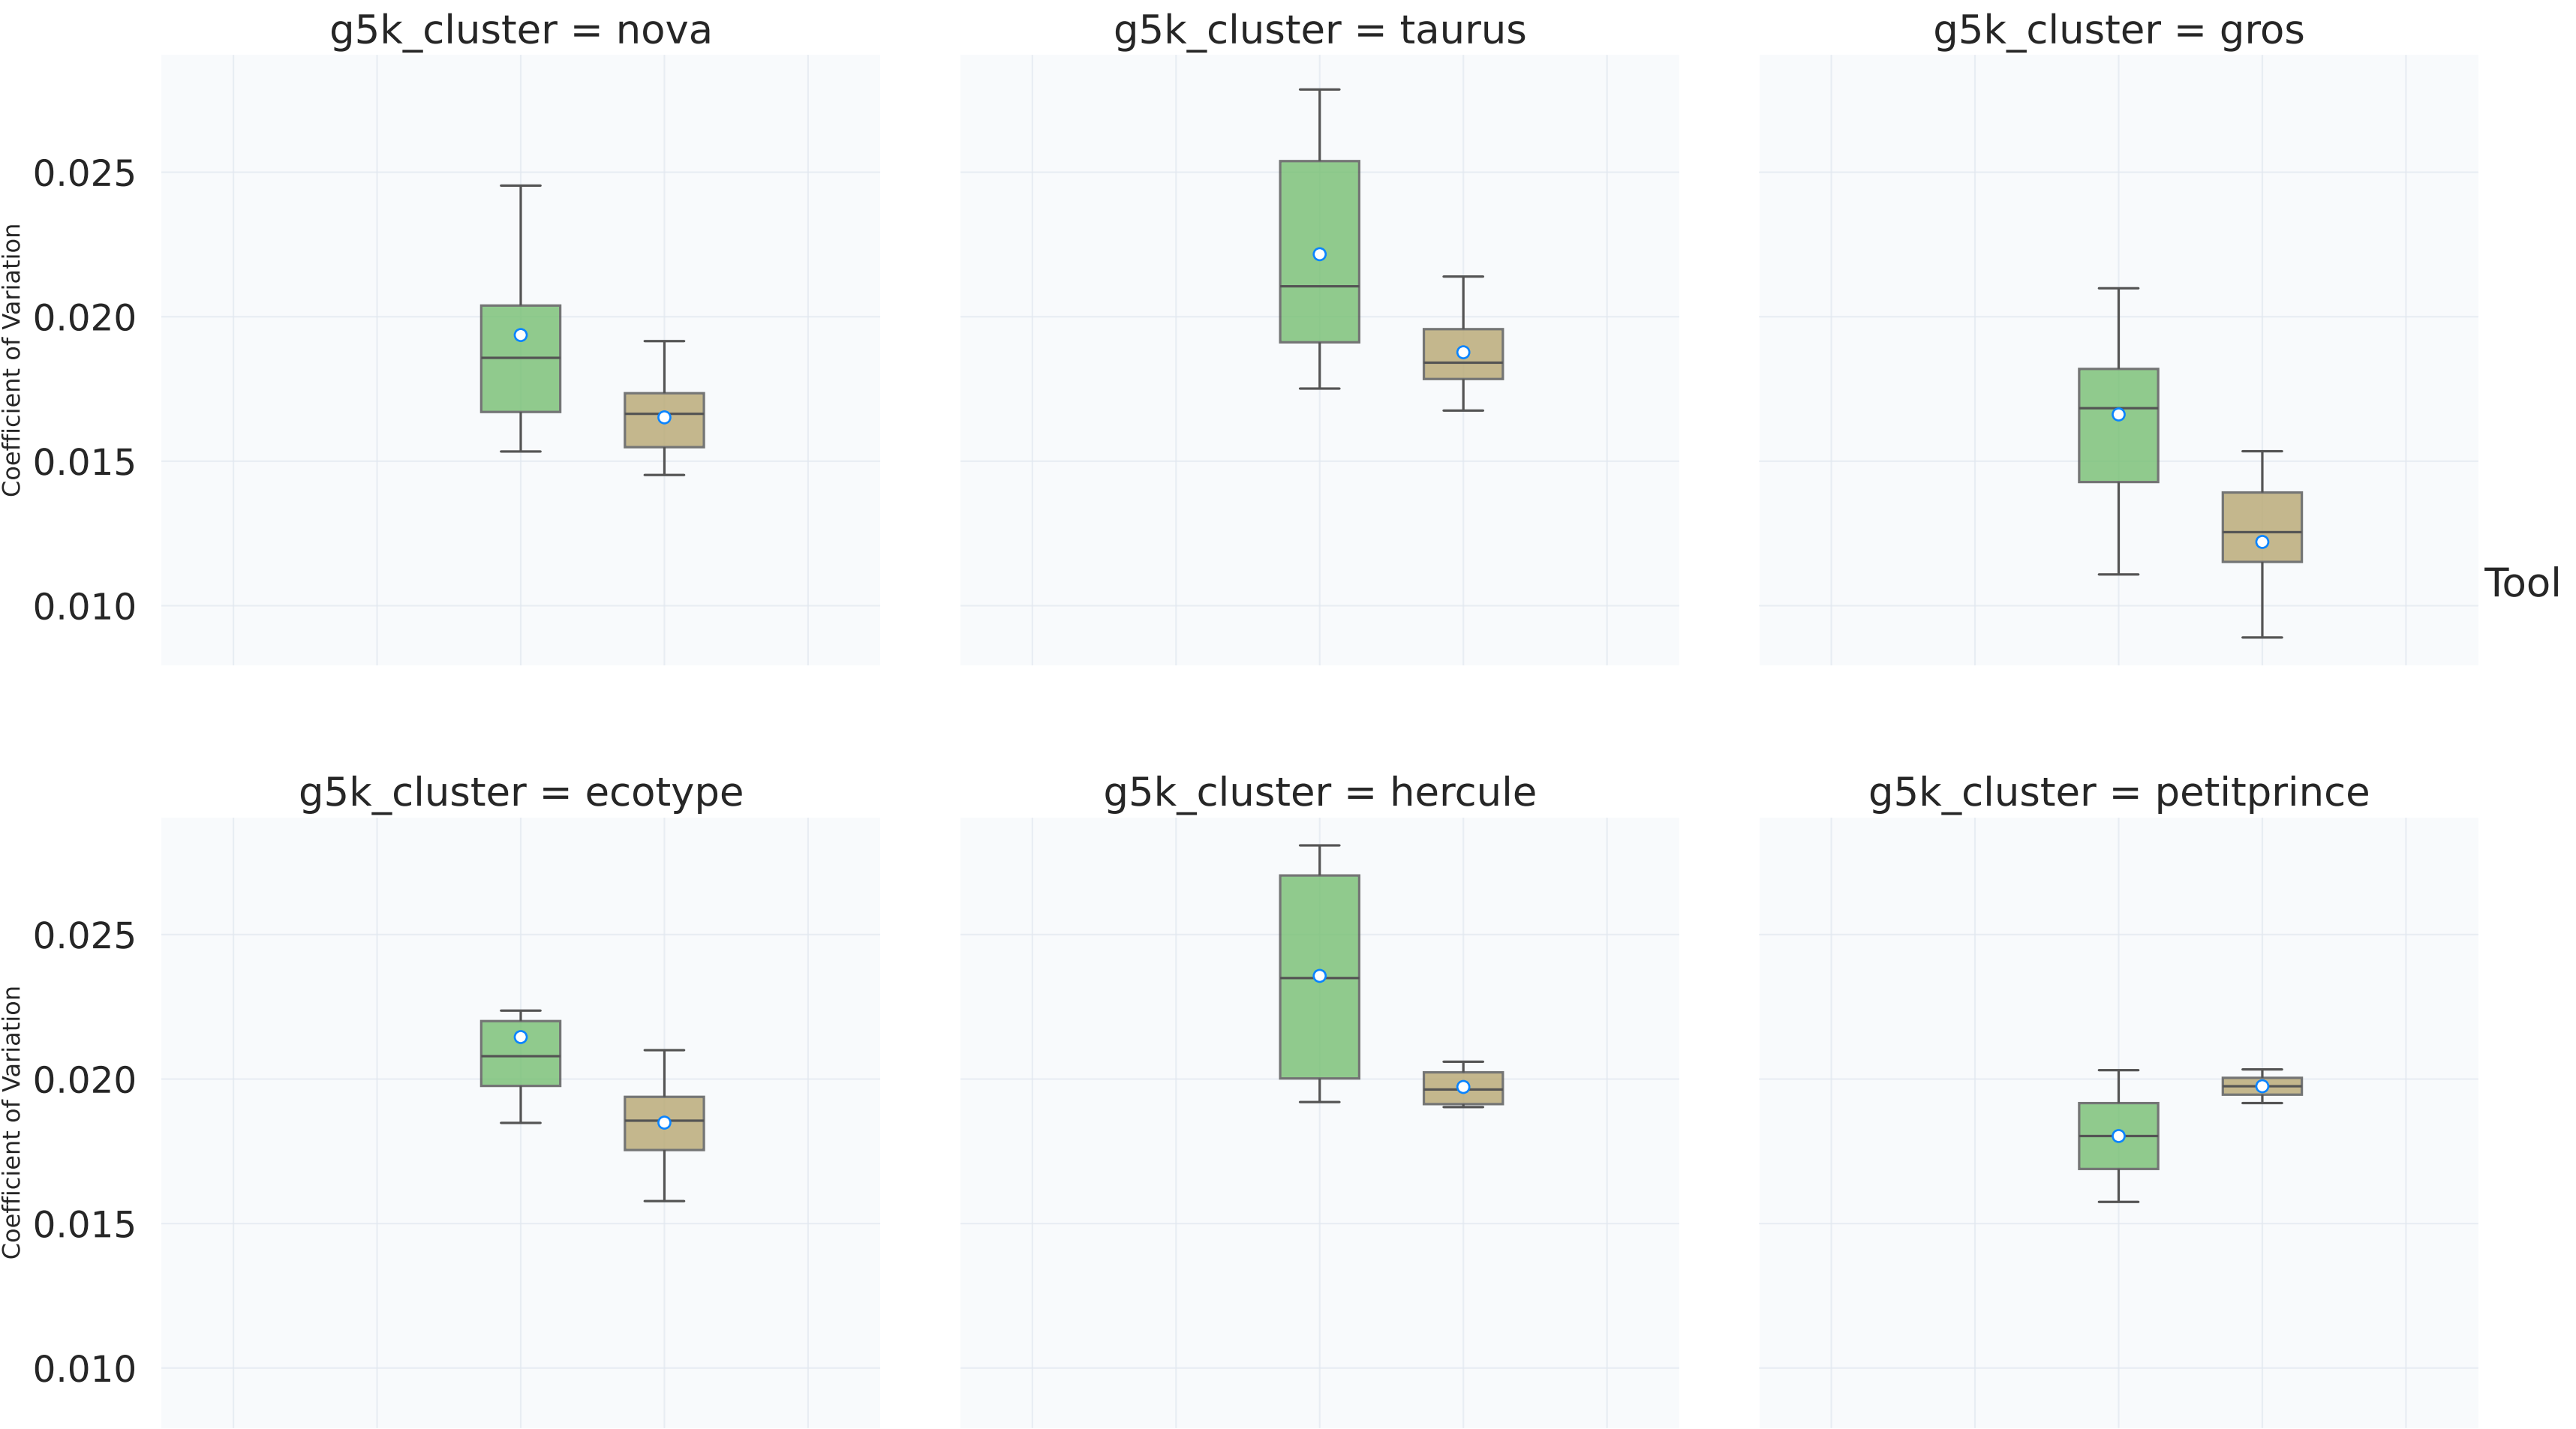 g5k_cluster = nova
g5k_cluster = taurus
g5k_cluster = gros
0.025
0.020
0.015
0.010
Coefficient of Variation
Tool
g5k_cluster = ecotype
g5k_cluster = hercule
g5k_cluster = petitprince
0.025
0.020
0.015
0.010
Coefficient of Variation